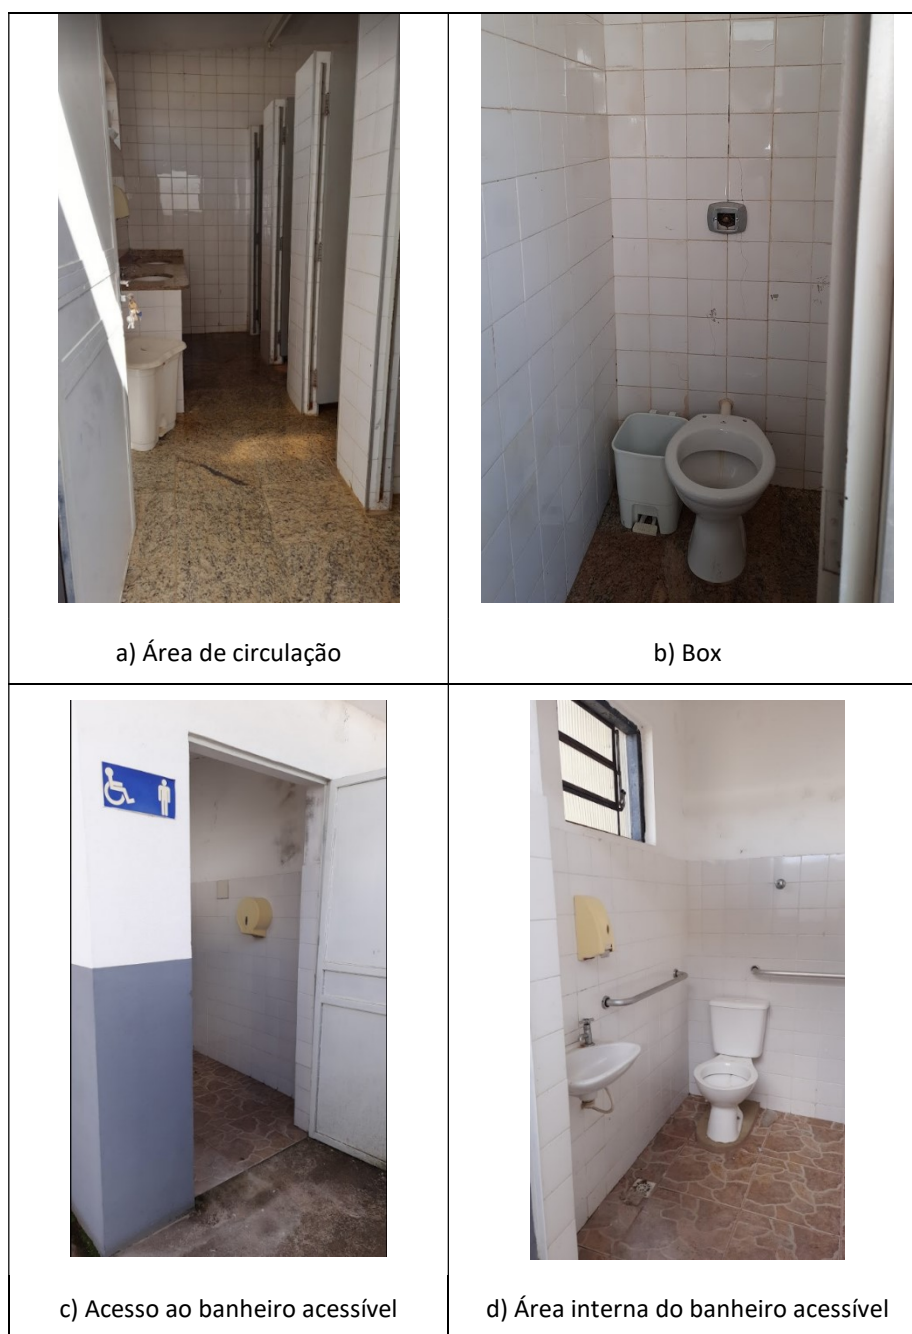 a) Área de circulação
b) Box
c) Acesso ao banheiro acessível
d) Área interna do banheiro acessível